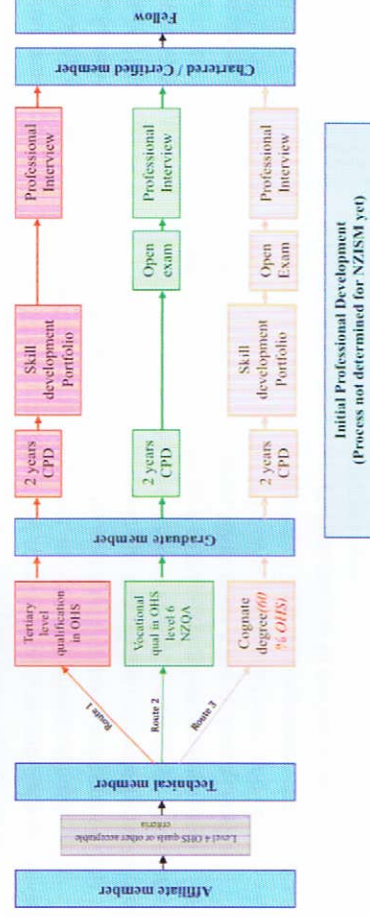 Affiliate member
Level 4 OHS quals or other acceptable
criteria
Technical member
Route 1
Route 2
Route 3
Tertiary
level
qualification
in OHS
Vocational
qual in OHS
level 6
NZQA
Cognate
degree(60
% OHS)
Graduate member
2 years
CPD
Skill
development
Portfolio
Professional
Interview
2 years
CPD
Open
exam
Professional
Interview
2 years
CPD
Skill
development
Portfolio
Open
Exam
Professional
Interview
Chartered / Certified member
Fellow
Initial Professional Development
(Process not determined for NZISM yet)